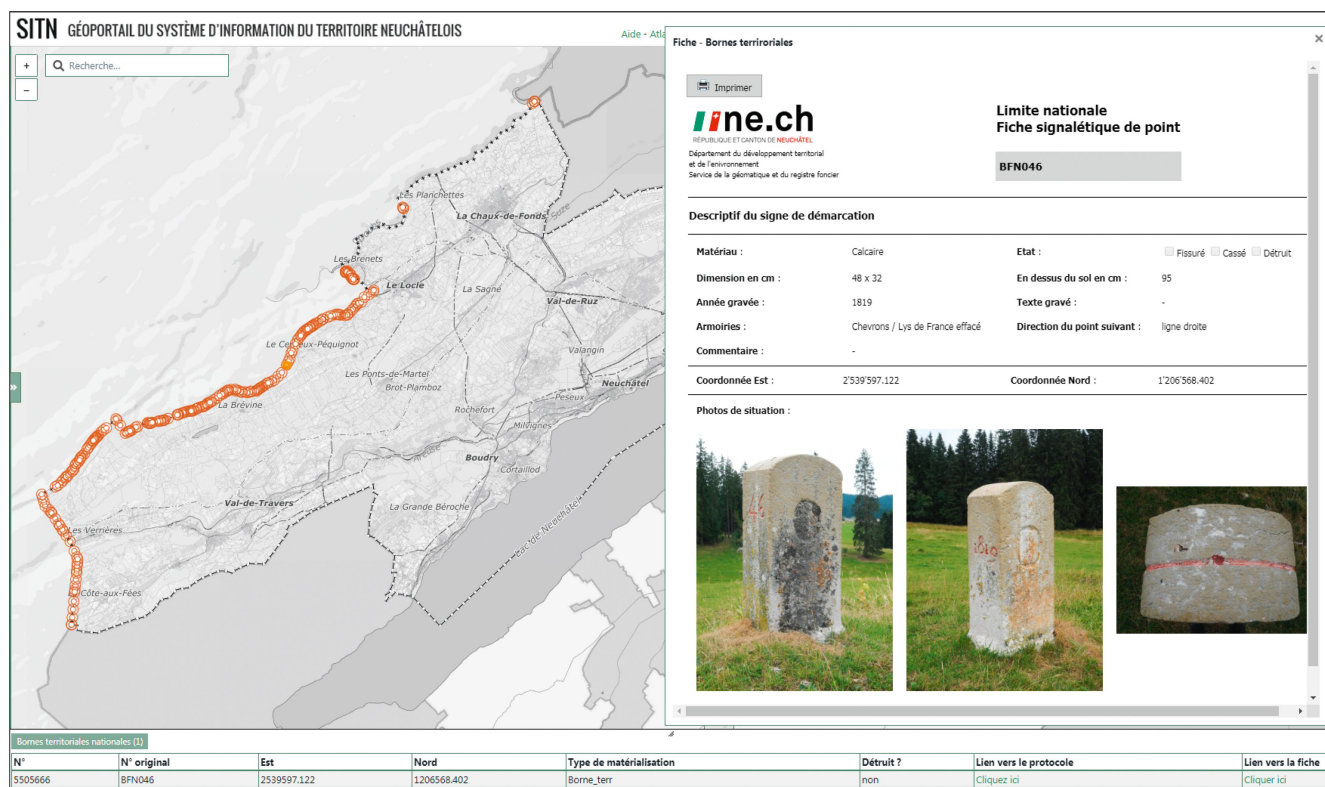 SITN GÉOPORTAIL DU SYSTÈME D'INFORMATION DU TERRITOIRE NEUCHÂTELOIS
Aide - Atla
+
Recherche...
−
Les Planchettes
La Chaux-de-Fonds
Suze
Les Brenets
Le Locle
La Sagne
Val-de-Ruz
Le Cerneux-Péquignot
Valangin
Les Ponts-de-Martel
Brot-Plamboz
Neuchâtel
La Brévine
Peseux
Rochefort
Milvignes
Boudry
Areuse
Cortaillod
Val-de-Travers
La Grande Béroche
Lac de Neuchâtel
Les Verrières
La Côte-aux-Fées
»
Fiche - Bornes terriroriales
×
Imprimer
ne.ch
RÉPUBLIQUE ET CANTON DE NEUCHÂTEL
Département du développement territorial
et de l'enivronnement
Service de la géomatique et du registre foncier
Limite nationale
Fiche signalétique de point
BFN046
Descriptif du signe de démarcation
Matériau : Calcaire Etat : Fissuré Cassé Détruit
Dimension en cm : 48 x 32 En dessus du sol en cm : 95
Année gravée : 1819 Texte gravé : -
Armoiries : Chevrons / Lys de France effacé Direction du point suivant : ligne droite
Commentaire : -
Coordonnée Est : 2'539'597.122 Coordonnée Nord : 1'206'568.402
Photos de situation :
1819
Bornes territoriales nationales (1)
N° N° original Est Nord Type de matérialisation Détruit ? Lien vers le protocole Lien vers la fiche
5505666 BFN046 2539597.122 1206568.402 Borne_terr non Cliquez ici Cliquer ici